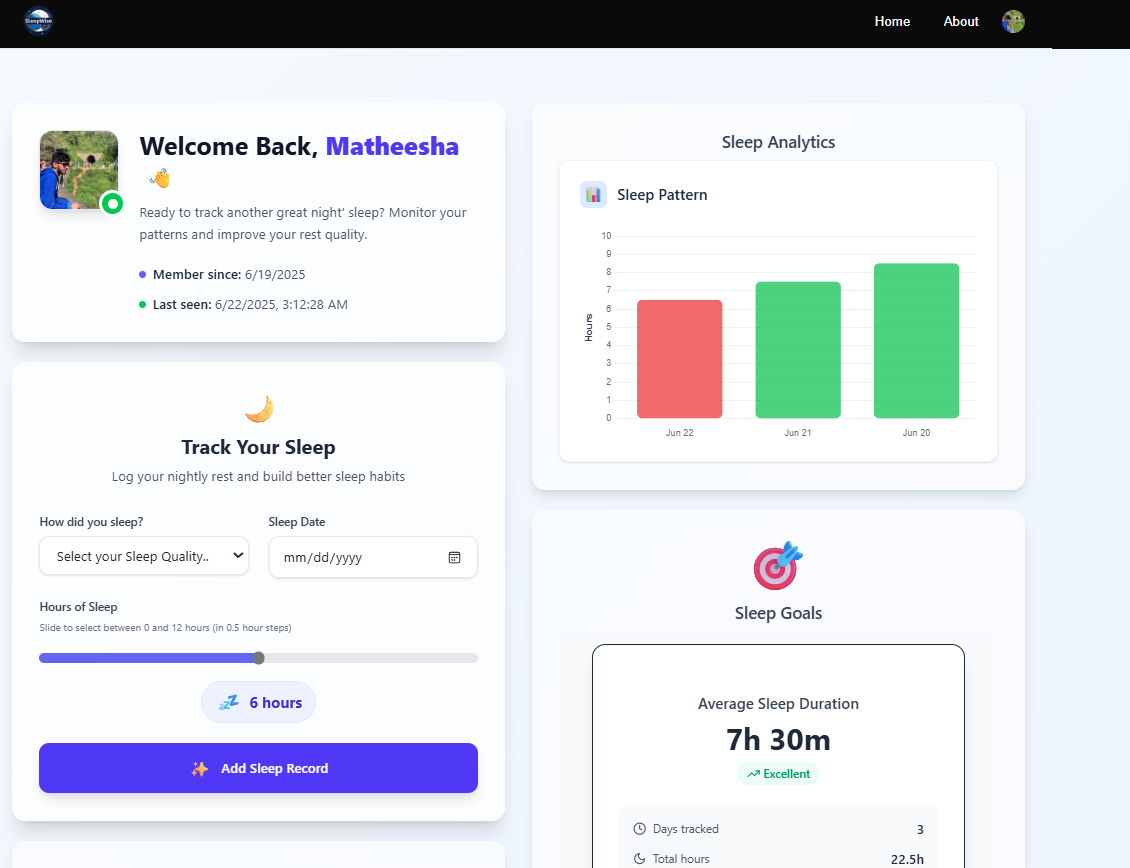 SleepWise
Home
About
Welcome Back, Matheesha
👋
Ready to track another great night' sleep? Monitor your
patterns and improve your rest quality.
Member since: 6/19/2025
Last seen: 6/22/2025, 3:12:28 AM
🌙
Track Your Sleep
Log your nightly rest and build better sleep habits
How did you sleep?
Sleep Date
Select your Sleep Quality..
mm/dd/yyyy
Hours of Sleep
Slide to select between 0 and 12 hours (in 0.5 hour steps)
💤 6 hours
✨ Add Sleep Record
Sleep Analytics
📊 Sleep Pattern
Hours
10
9
8
7
6
5
4
3
2
1
0
Jun 22
Jun 21
Jun 20
🎯
Sleep Goals
Average Sleep Duration
7h 30m
Excellent
Days tracked 3
Total hours 22.5h